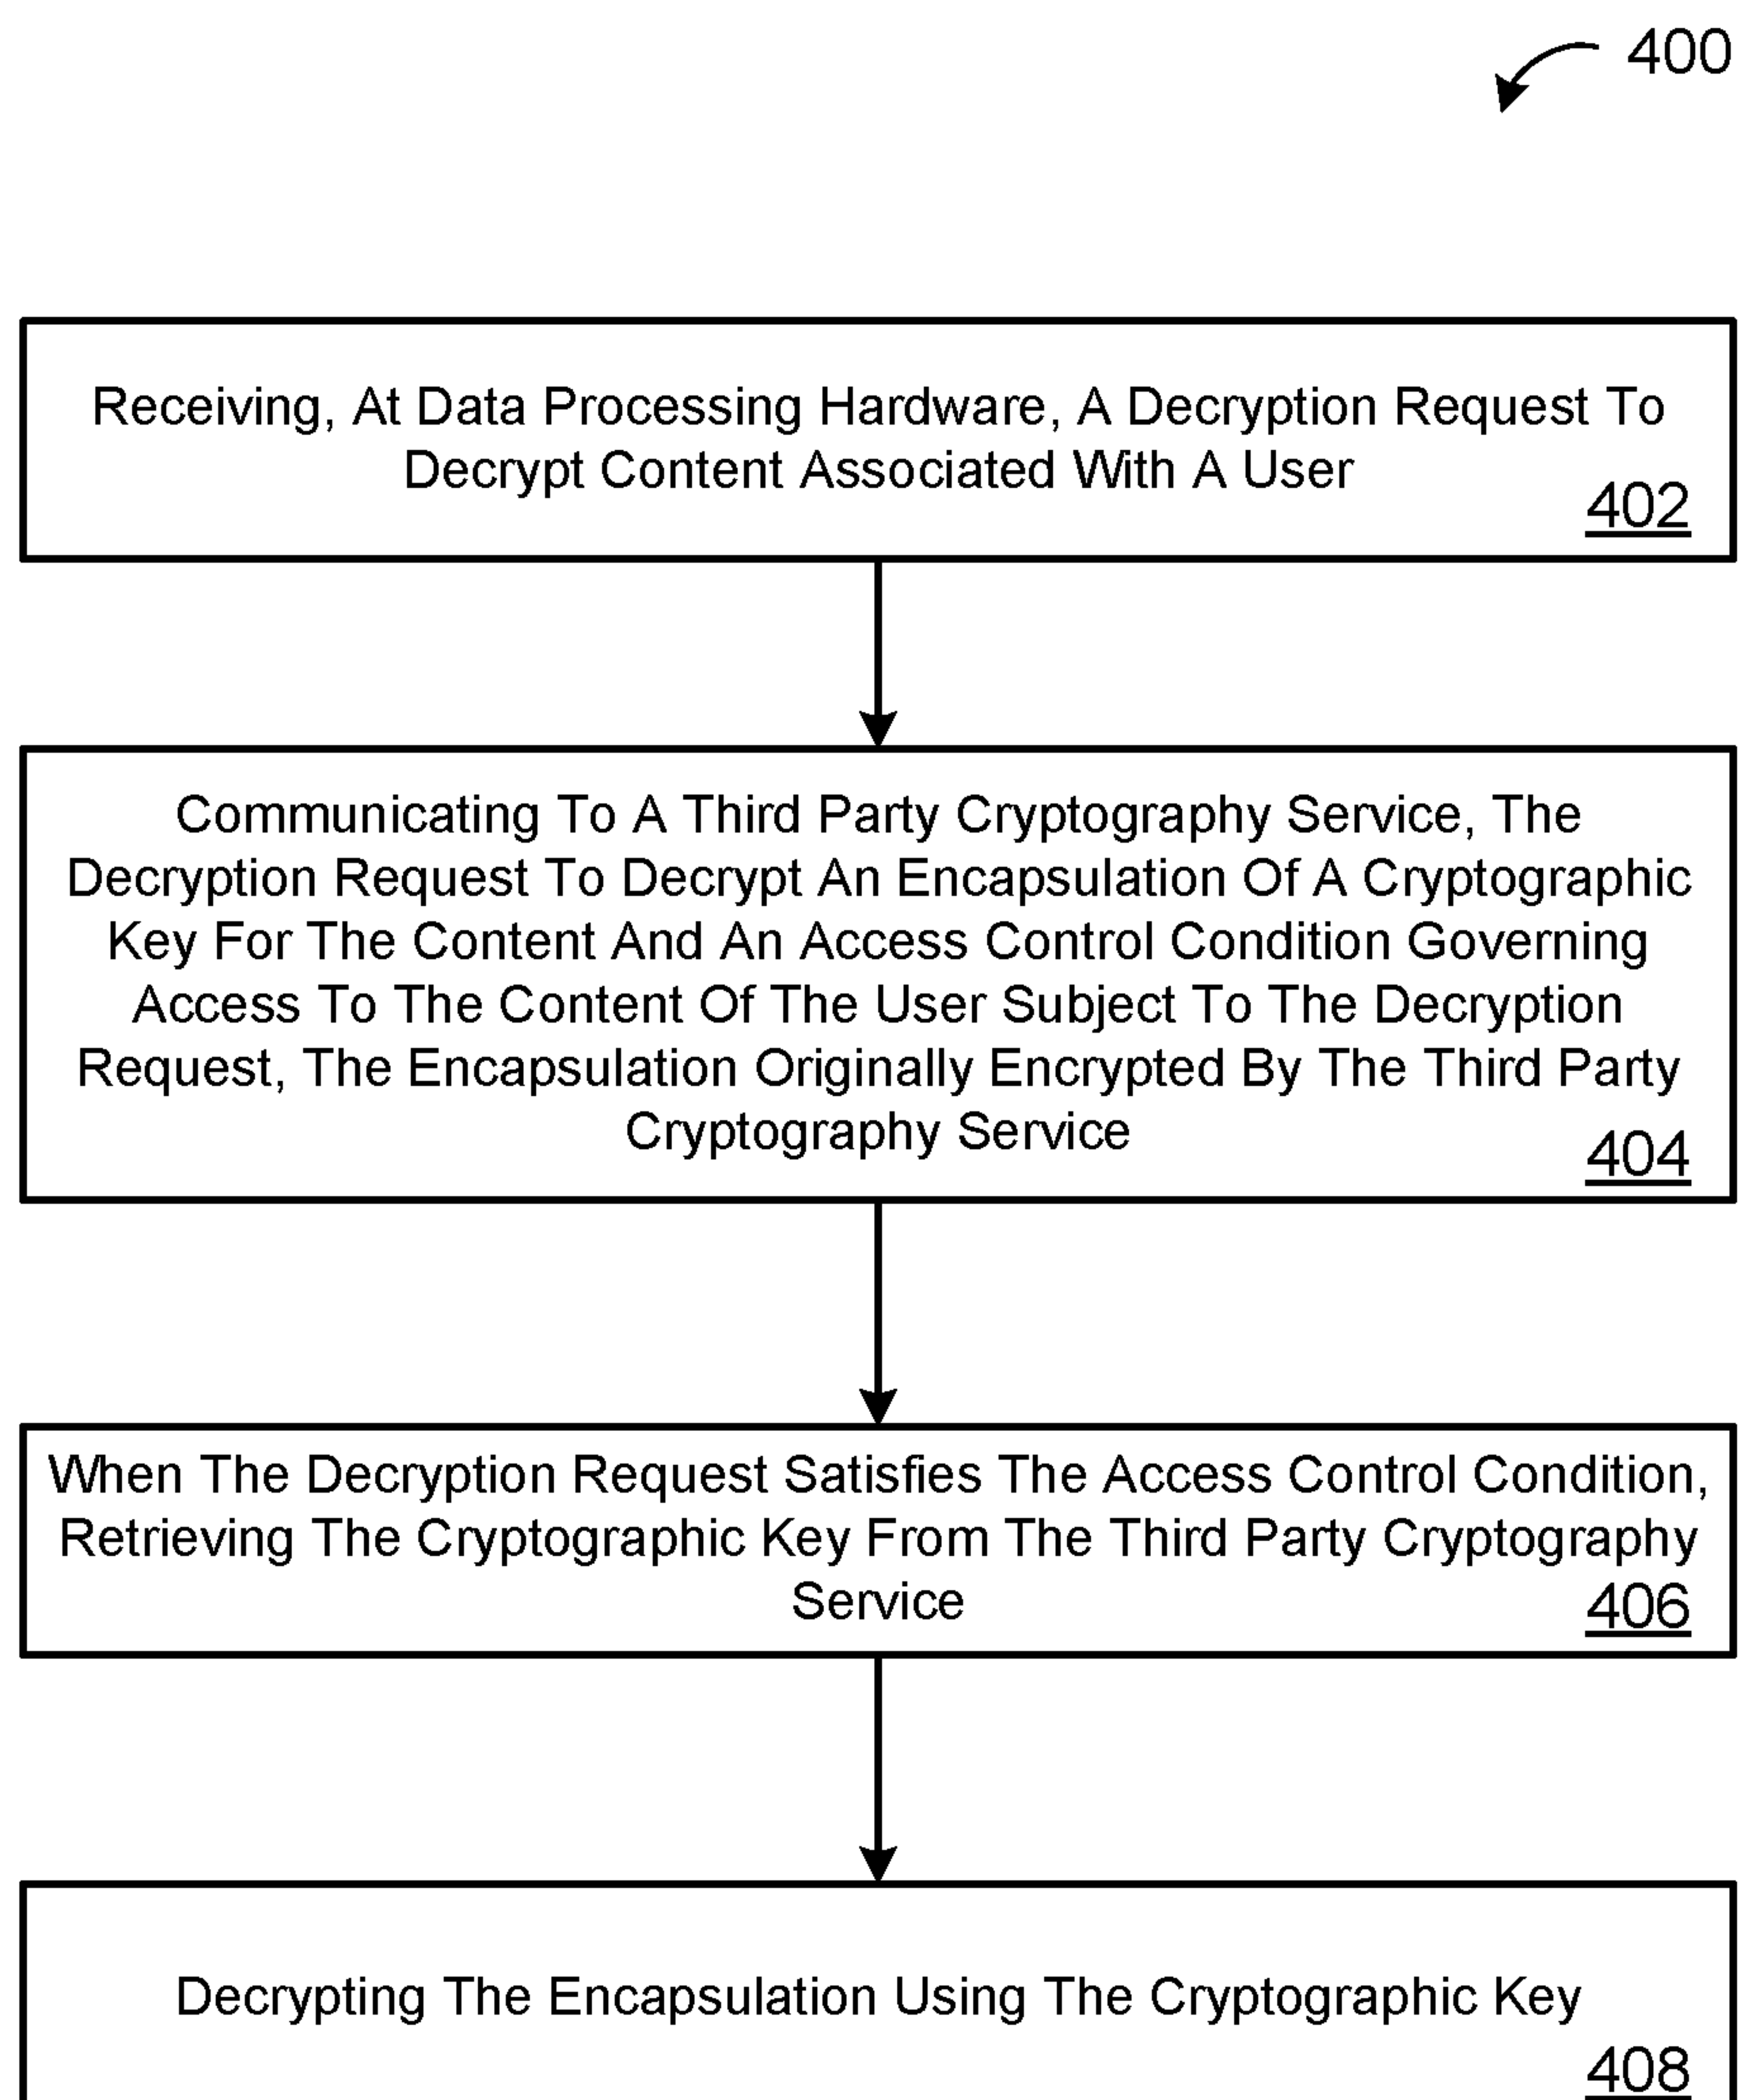 400
Receiving, At Data Processing Hardware, A Decryption Request To
Decrypt Content Associated With A User
402
Communicating To A Third Party Cryptography Service, The
Decryption Request To Decrypt An Encapsulation Of A Cryptographic
Key For The Content And An Access Control Condition Governing
Access To The Content Of The User Subject To The Decryption
Request, The Encapsulation Originally Encrypted By The Third Party
Cryptography Service
404
When The Decryption Request Satisfies The Access Control Condition,
Retrieving The Cryptographic Key From The Third Party Cryptography
Service
406
Decrypting The Encapsulation Using The Cryptographic Key
408